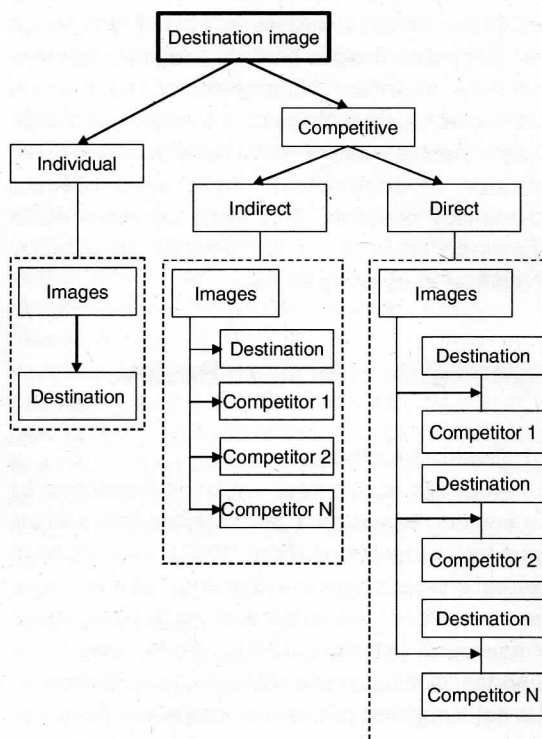 Destination image
Competitive
Individual
Indirect
Direct
Images
Destination
Images
Destination
Competitor 1
Competitor 2
Competitor N
Images
Destination
Competitor 1
Destination
Competitor 2
Destination
Competitor N